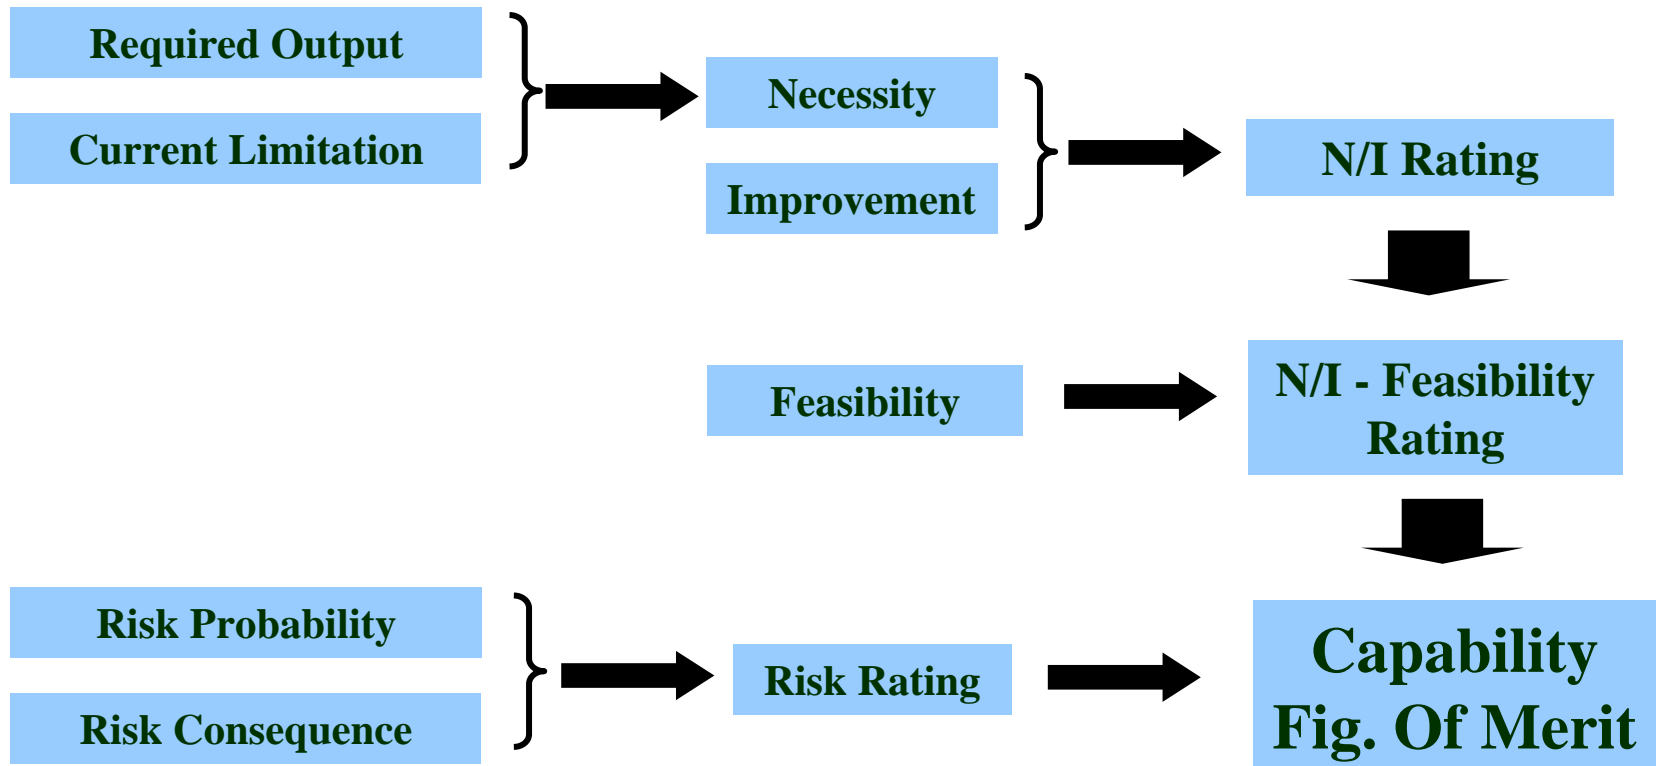 Required Output
Current Limitation
Necessity
Improvement
N/I Rating
Feasibility
N/I - Feasibility
Rating
Risk Probability
Risk Consequence
Risk Rating
Capability
Fig. Of Merit